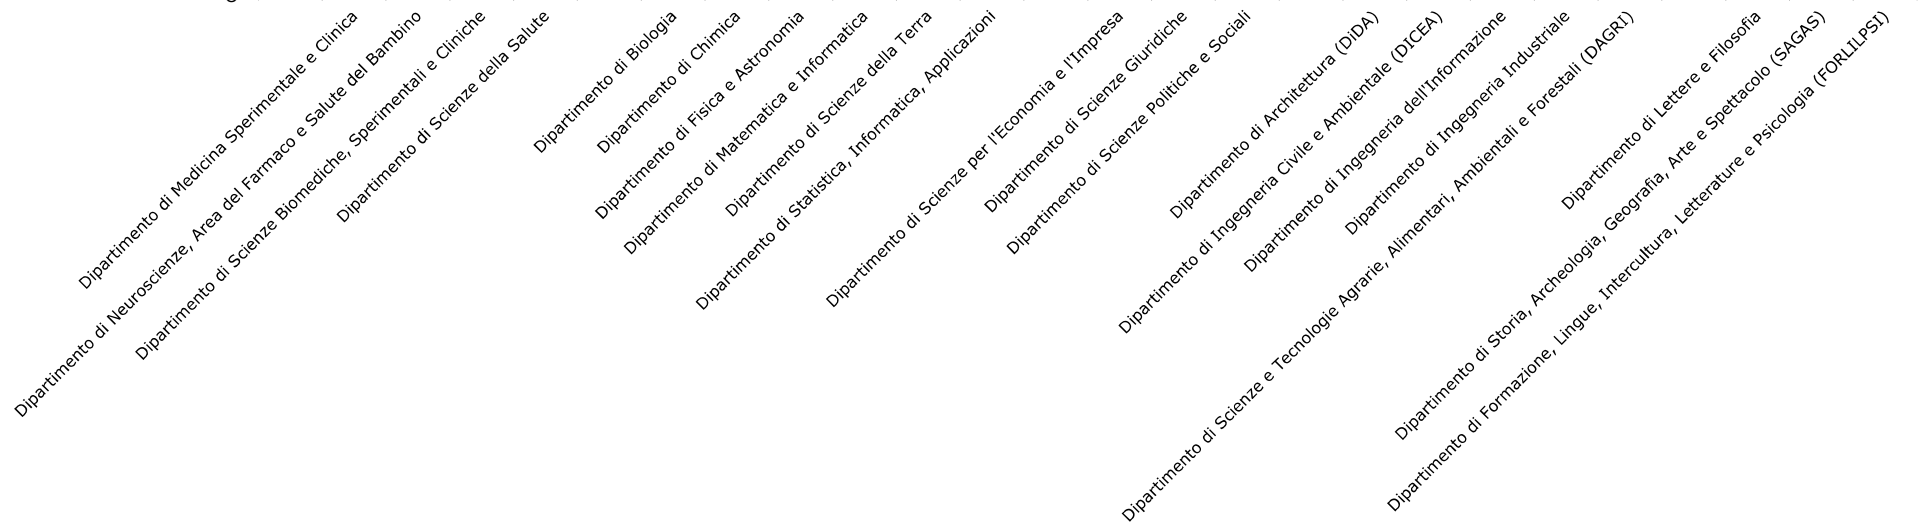 Dipartimento di Medicina Sperimentale e Clinica
Dipartimento di Neuroscienze, Area del Farmaco e Salute del Bambino
Dipartimento di Scienze Biomediche, Sperimentali e Cliniche
Dipartimento di Scienze della Salute
Dipartimento di Biologia
Dipartimento di Chimica
Dipartimento di Fisica e Astronomia
Dipartimento di Matematica e Informatica
Dipartimento di Scienze della Terra
Dipartimento di Statistica, Informatica, Applicazioni
Dipartimento di Scienze per l'Economia e l'Impresa
Dipartimento di Scienze Giuridiche
Dipartimento di Scienze Politiche e Sociali
Dipartimento di Architettura (DiDA)
Dipartimento di Ingegneria Civile e Ambientale (DICEA)
Dipartimento di Ingegneria dell'Informazione
Dipartimento di Ingegneria Industriale
Dipartimento di Scienze e Tecnologie Agrarie, Alimentari, Ambientali e Forestali (DAGRI)
Dipartimento di Lettere e Filosofia
Dipartimento di Storia, Archeologia, Geografia, Arte e Spettacolo (SAGAS)
Dipartimento di Formazione, Lingue, Intercultura, Letterature e Psicologia (FORLILPSI)